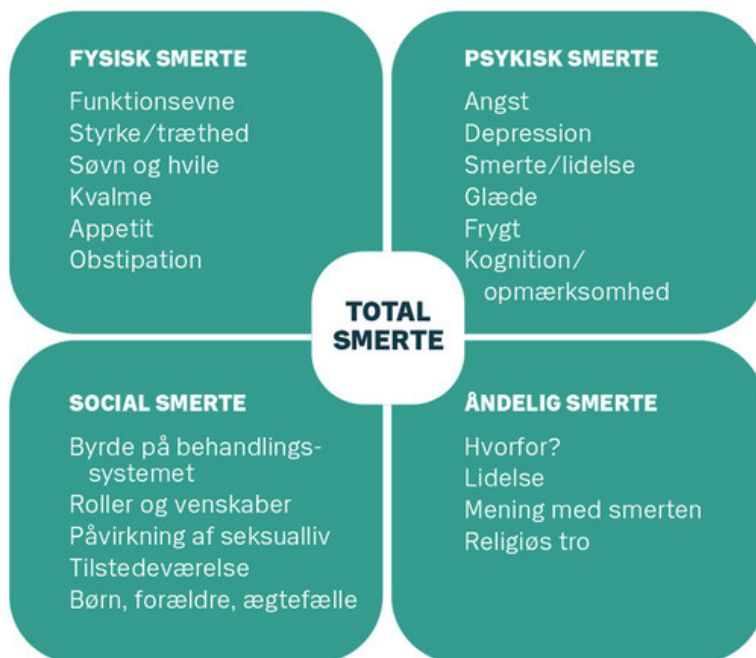 FYSISK SMERTE
Funktionsevne
Styrke/træthed
Søvn og hvile
Kvalme
Appetit
Obstipation
PSYKISK SMERTE
Angst
Depression
Smerte/lidelse
Glæde
Frygt
Kognition/
opmærksomhed
TOTAL
SMERTE
SOCIAL SMERTE
Byrde på behandlings-
systemet
Roller og venskaber
Påvirkning af seksualliv
Tilstedeværelse
Børn, forældre, ægtefælle
ÅNDELIG SMERTE
Hvorfor?
Lidelse
Mening med smerten
Religiøs tro